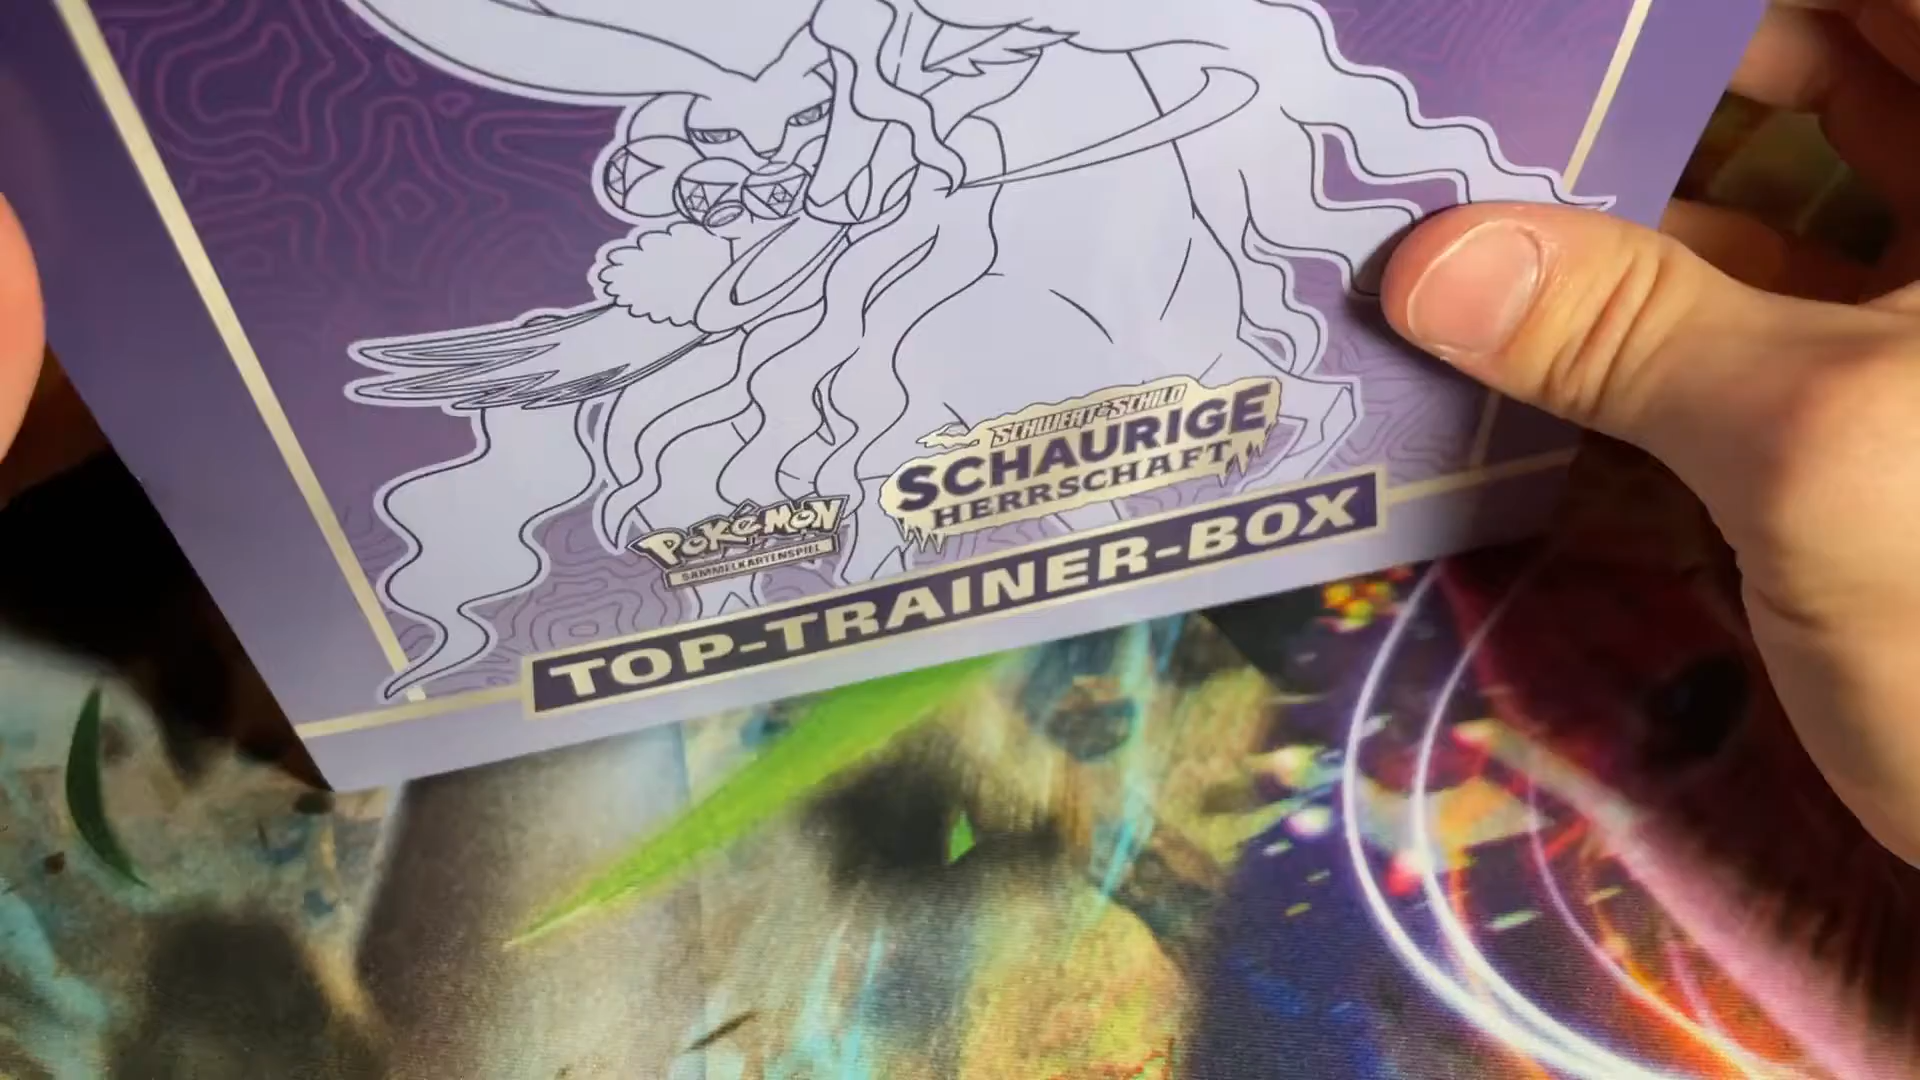 SCHWERT & SCHILD
SCHAURIGE
HERRSCHAFT
POKéMON
SAMMELKARTENSPIEL
TOP-TRAINER-BOX